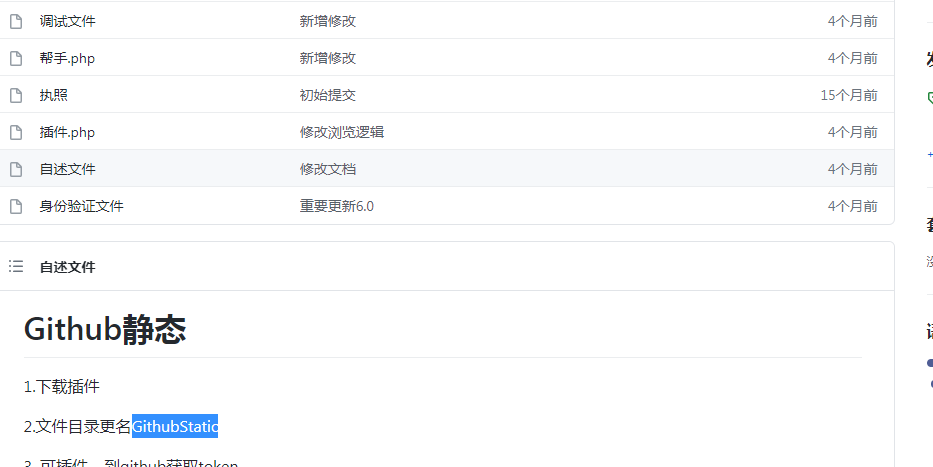 调试文件 新增修改 4个月前
帮手.php 新增修改 4个月前
执照 初始提交 15个月前
插件.php 修改浏览逻辑 4个月前
自述文件 修改文档 4个月前
身份验证文件 重要更新6.0 4个月前
自述文件
Github静态
1.下载插件
2.文件目录更名GithubStatic